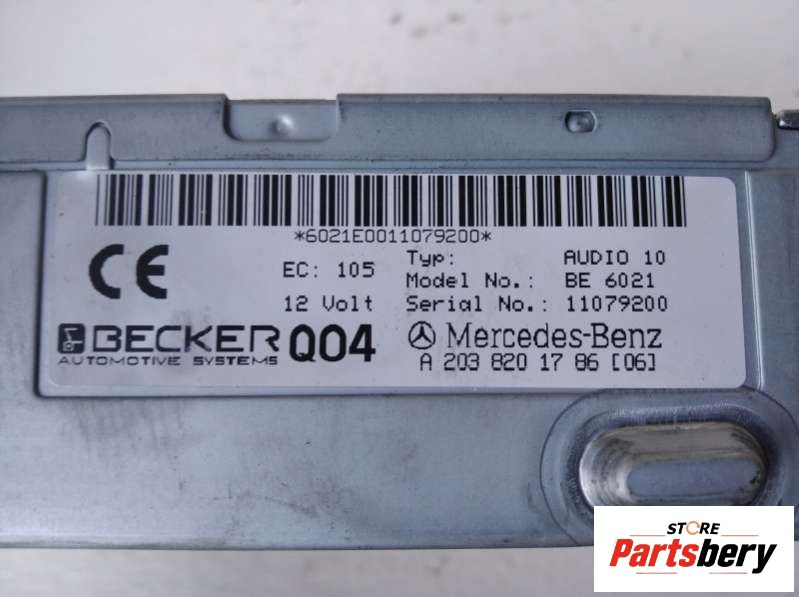 *6021E0011079200*
CE
EC: 105
12 Volt
Typ: AUDIO 10
Model No.: BE 6021
Serial No.: 11079200
BECKER
AUTOMOTIVE SYSTEMS
Q04
Mercedes-Benz
A 203 820 17 86 [06]
STORE
Partsbery